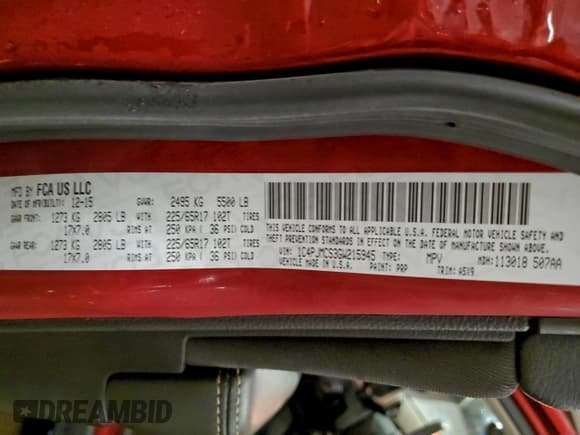 MFD BY FCA US LLC
DATE OF MFR/BUILT: 12-15 GVWR: 2495 KG 5500 LB
GAWR FRONT: 1273 KG 2805 LB WITH 225/65R17 102T TIRES
17X7.0 RIMS AT 250 KPA ( 36 PSI) COLD
GAWR REAR: 1273 KG 2805 LB WITH 225/65R17 102T TIRES
17X7.0 RIMS AT 250 KPA ( 36 PSI) COLD
THIS VEHICLE CONFORMS TO ALL APPLICABLE U.S.A. FEDERAL MOTOR VEHICLE SAFETY AND
THEFT PREVENTION STANDARDS IN EFFECT ON THE DATE OF MANUFACTURE SHOWN ABOVE.
VIN: 1C4PJMCS3GW215945 TYPE: MPV MDH: 113018 507AA
VEHICLE MADE IN U.S.A. PAINT: PRP TRIM: A5X9
DREAMBID